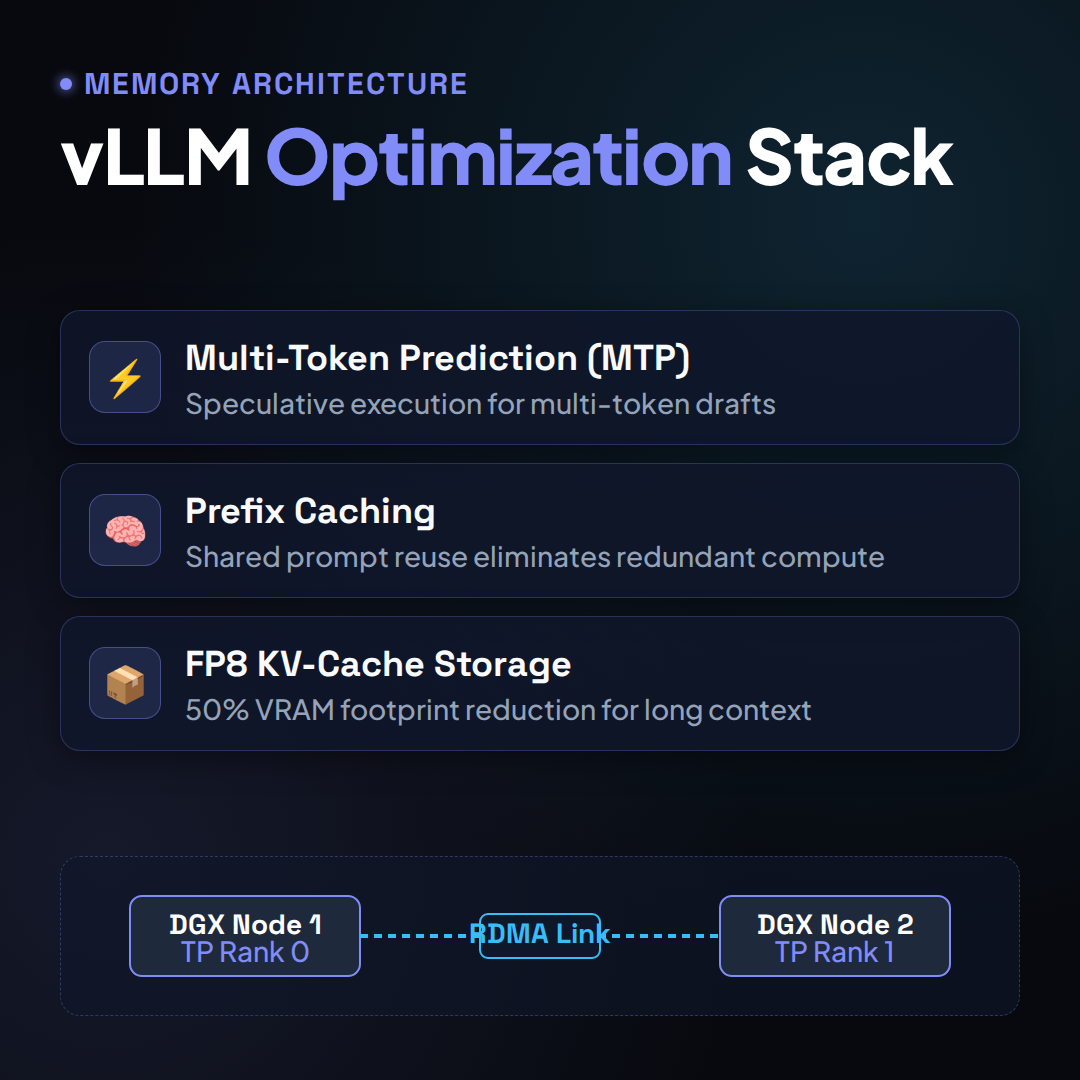 MEMORY ARCHITECTURE
vLLM Optimization Stack
Multi-Token Prediction (MTP)
Speculative execution for multi-token drafts
Prefix Caching
Shared prompt reuse eliminates redundant compute
FP8 KV-Cache Storage
50% VRAM footprint reduction for long context
DGX Node 1
TP Rank 0
RDMA Link
DGX Node 2
TP Rank 1